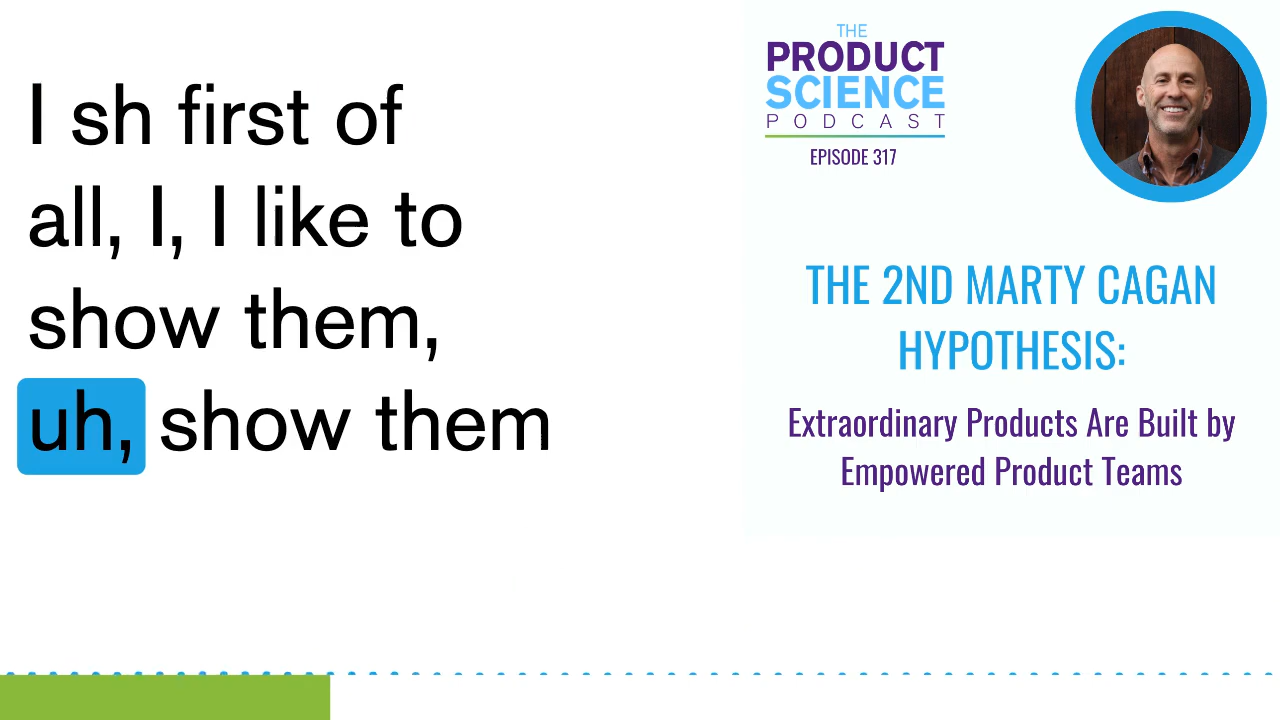 I sh first of
all, I, I like to
show them,
uh, show them
THE
PRODUCT
SCIENCE
PODCAST
EPISODE 317
THE 2ND MARTY CAGAN
HYPOTHESIS:
Extraordinary Products Are Built by
Empowered Product Teams